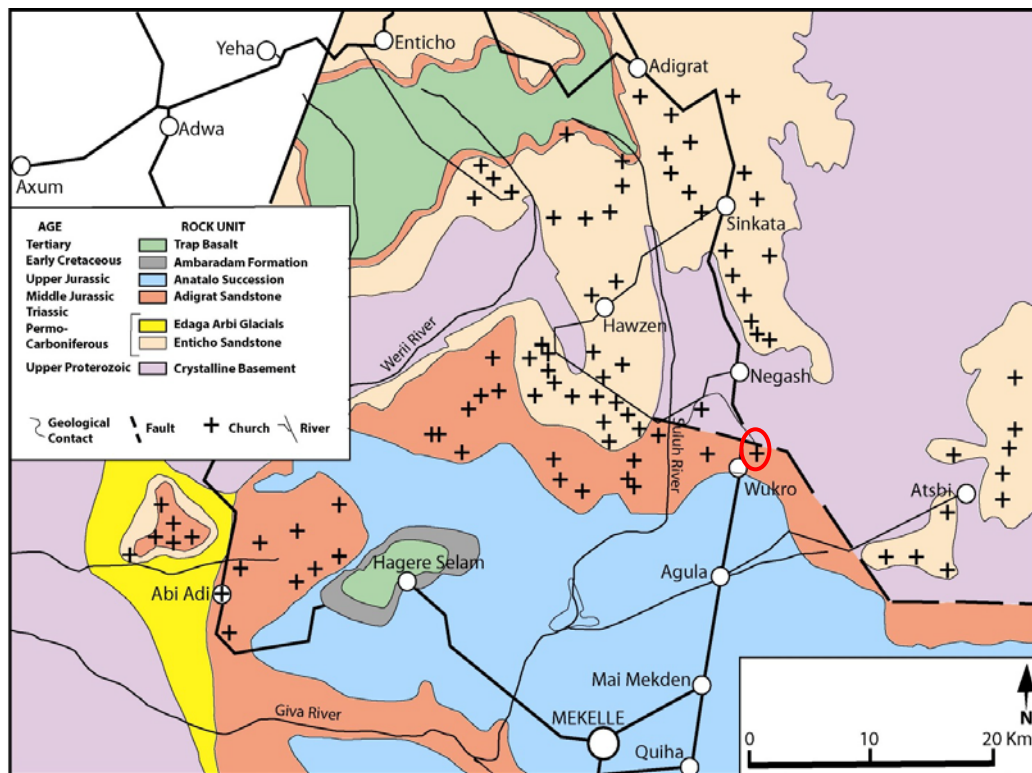 Yeha
Enticho
Adigrat
Adwa
Axum
Sinkata
AGE ROCK UNIT
Tertiary Trap Basalt
Early Cretaceous Ambaradam Formation
Upper Jurassic Anatalo Succession
Middle Jurassic Adigrat Sandstone
Triassic
Permo- Edaga Arbi Glacials
Carboniferous Enticho Sandstone
Upper Proterozoic Crystalline Basement
Geological Contact
Fault
Church
River
Hawzen
Werii River
Negash
Suluh River
Wukro
Atsbi
Hagere Selam
Agula
Abi Adi
Mai Mekden
Giva River
MEKELLE
Quiha
N
0 10 20 Km